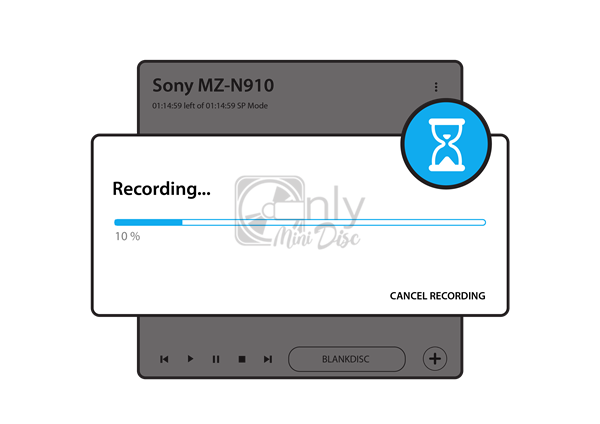 Sony MZ-N910
01:14:59 left of 01:14:59 SP Mode
Recording...
Only
Mini Disc
10 %
CANCEL RECORDING
BLANKDISC